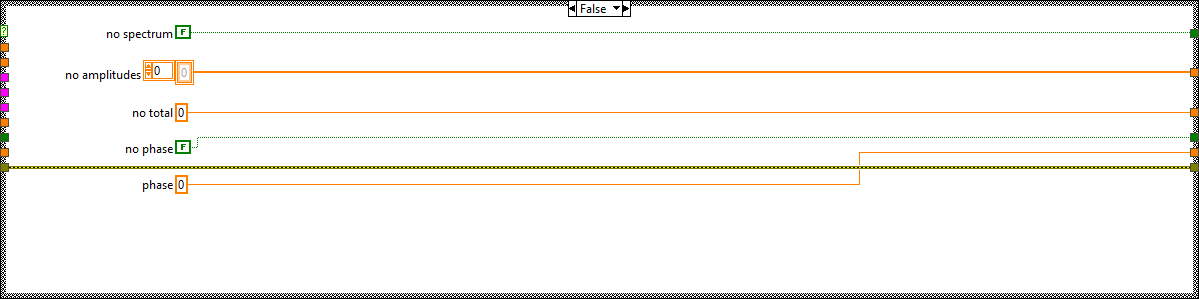 False
?
no spectrum F
no amplitudes 0 0
no total 0
no phase F
phase 0